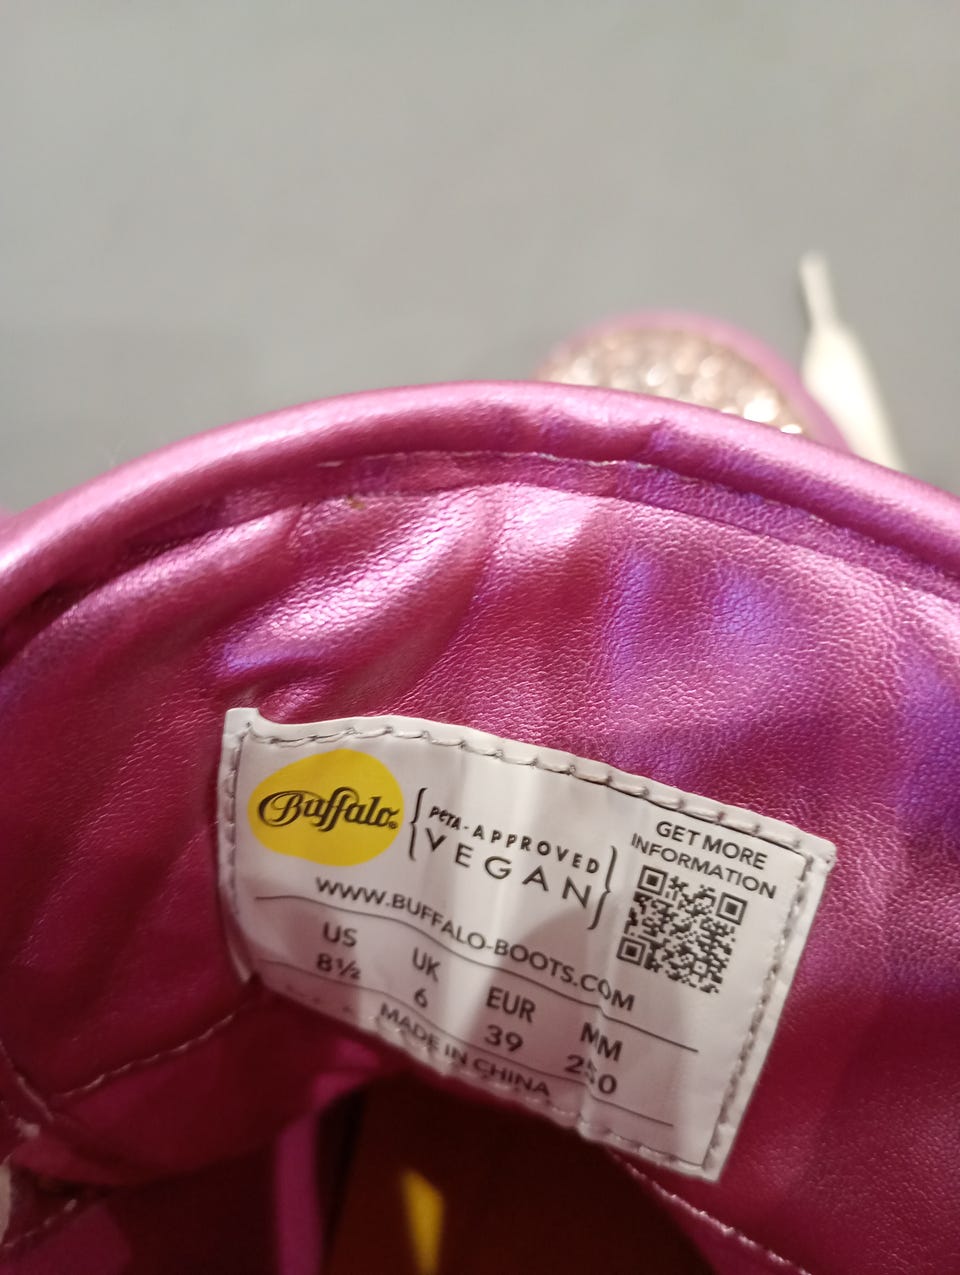 Buffalo®
PETA-APPROVED
VEGAN
GET MORE
INFORMATION
WWW.BUFFALO-BOOTS.COM
US UK EUR MM
8½ 6 39 250
MADE IN CHINA